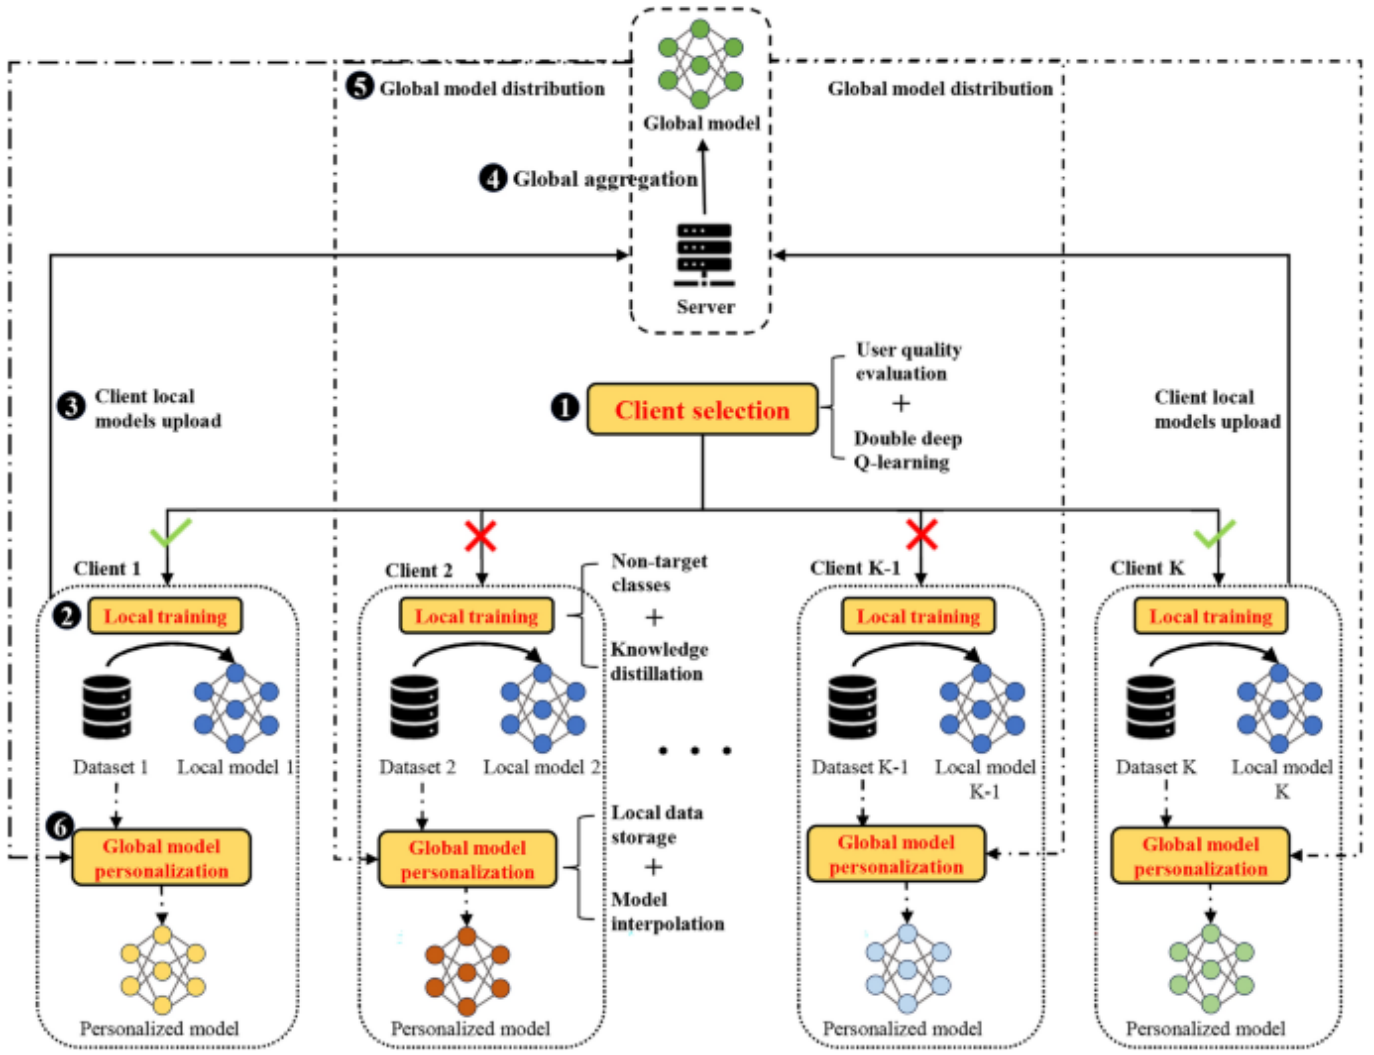 Global model
5 Global model distribution
Global model distribution
4 Global aggregation
Server
3 Client local
models upload
1 Client selection
User quality
evaluation
+
Double deep
Q-learning
Client local
models upload
Client 1
Client 2
Client K-1
Client K
2 Local training
Local training
Non-target
classes
+
Knowledge
distillation
Local training
Local training
Dataset 1
Local model 1
Dataset 2
Local model 2
. . .
Dataset K-1
Local model
K-1
Dataset K
Local model
K
6 Global model
personalization
Global model
personalization
Local data
storage
+
Model
interpolation
Global model
personalization
Global model
personalization
Personalized model
Personalized model
Personalized model
Personalized model